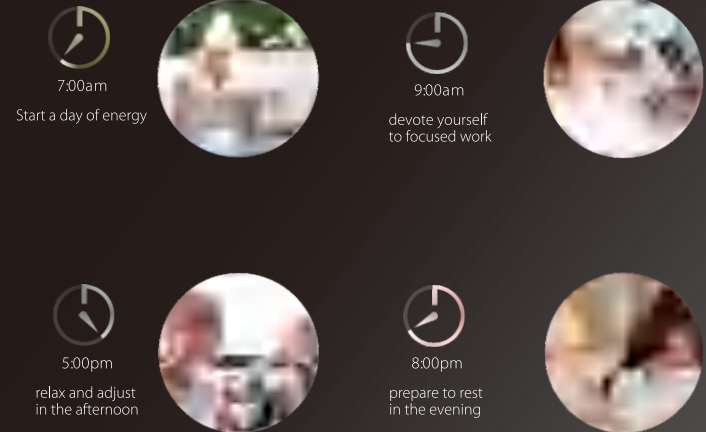 7:00am
Start a day of energy
9:00am
devote yourself
to focused work
5:00pm
relax and adjust
in the afternoon
8:00pm
prepare to rest
in the evening